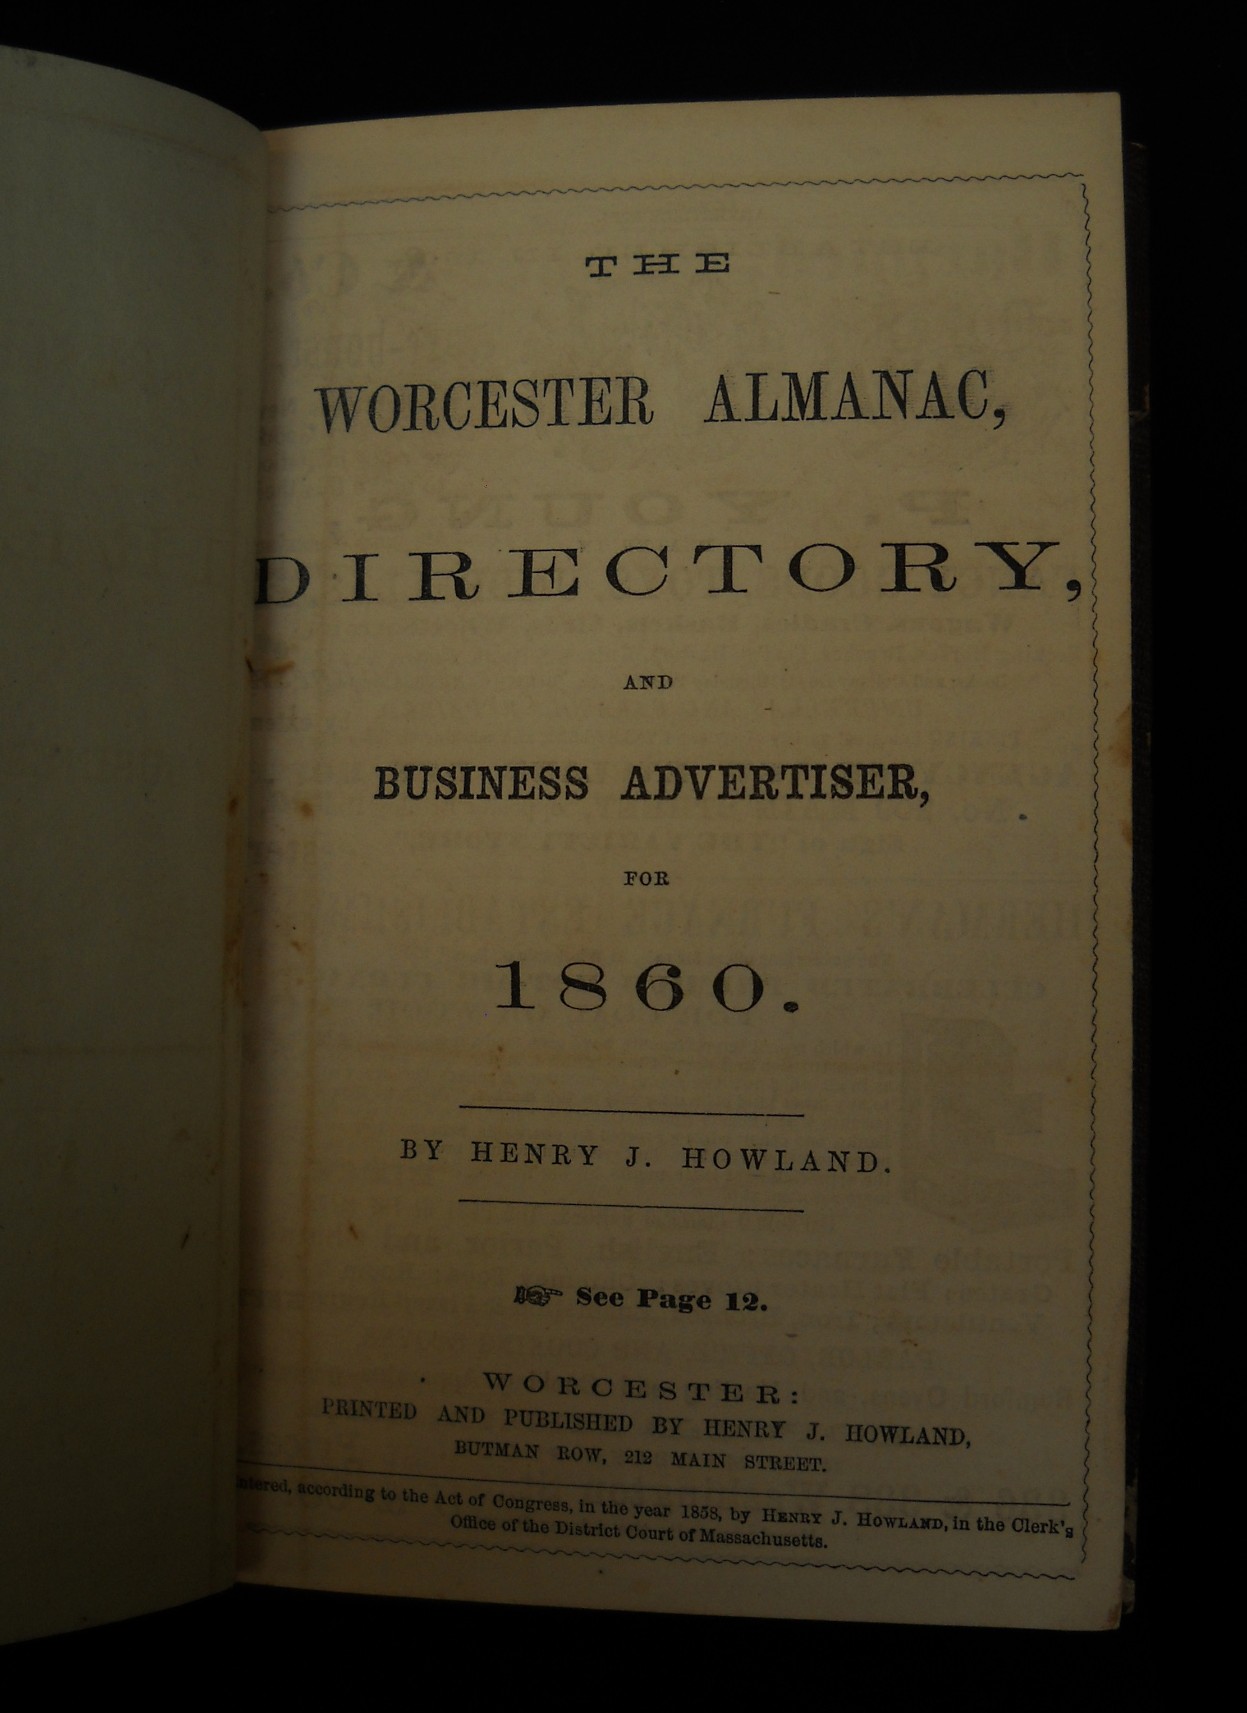 THE
WORCESTER ALMANAC,
DIRECTORY,
AND
BUSINESS ADVERTISER,
FOR
1860.
BY HENRY J. HOWLAND.
☞ See Page 12.
WORCESTER:
PRINTED AND PUBLISHED BY HENRY J. HOWLAND,
BUTMAN ROW, 212 MAIN STREET.
ntered, according to the Act of Congress, in the year 1858, by HENRY J. HOWLAND, in the Clerk's
Office of the District Court of Massachusetts.